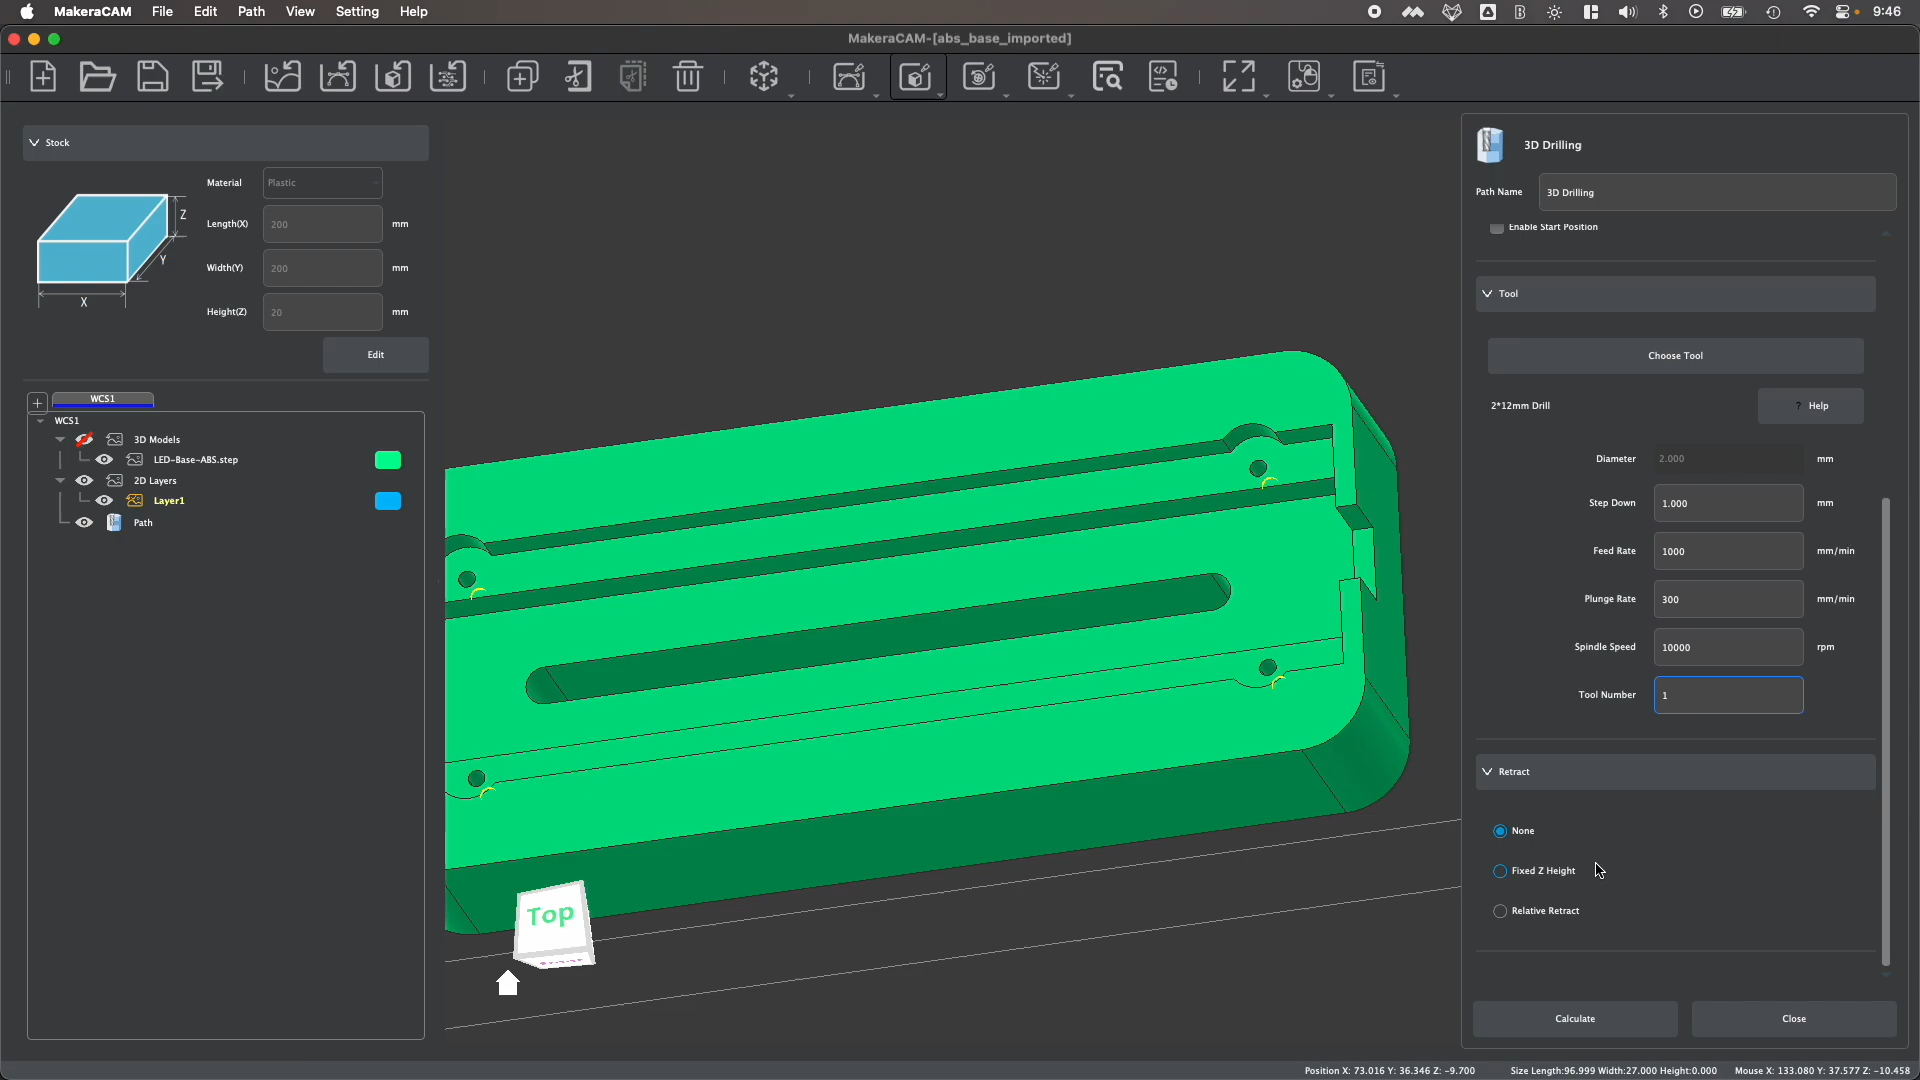 MakeraCAM File Edit Path View Setting Help 9:46
MakeraCAM-[abs_base_imported]
Stock
Material Plastic
Length(X) 200 mm
Width(Y) 200 mm
Height(Z) 20 mm
Z
Y
X
Edit
WCS1
WCS1
3D Models
LED-Base-ABS.step
2D Layers
Layer1
Path
Top
3D Drilling
Path Name 3D Drilling
Enable Start Position
Tool
Choose Tool
2*12mm Drill ? Help
Diameter 2.000 mm
Step Down 1.000 mm
Feed Rate 1000 mm/min
Plunge Rate 300 mm/min
Spindle Speed 10000 rpm
Tool Number 1
Retract
None
Fixed Z Height
Relative Retract
Calculate Close
Position X: 73.016 Y: 36.346 Z: -9.700 Size Length:96.999 Width:27.000 Height:0.000 Mouse X: 133.080 Y: 37.577 Z: -10.458